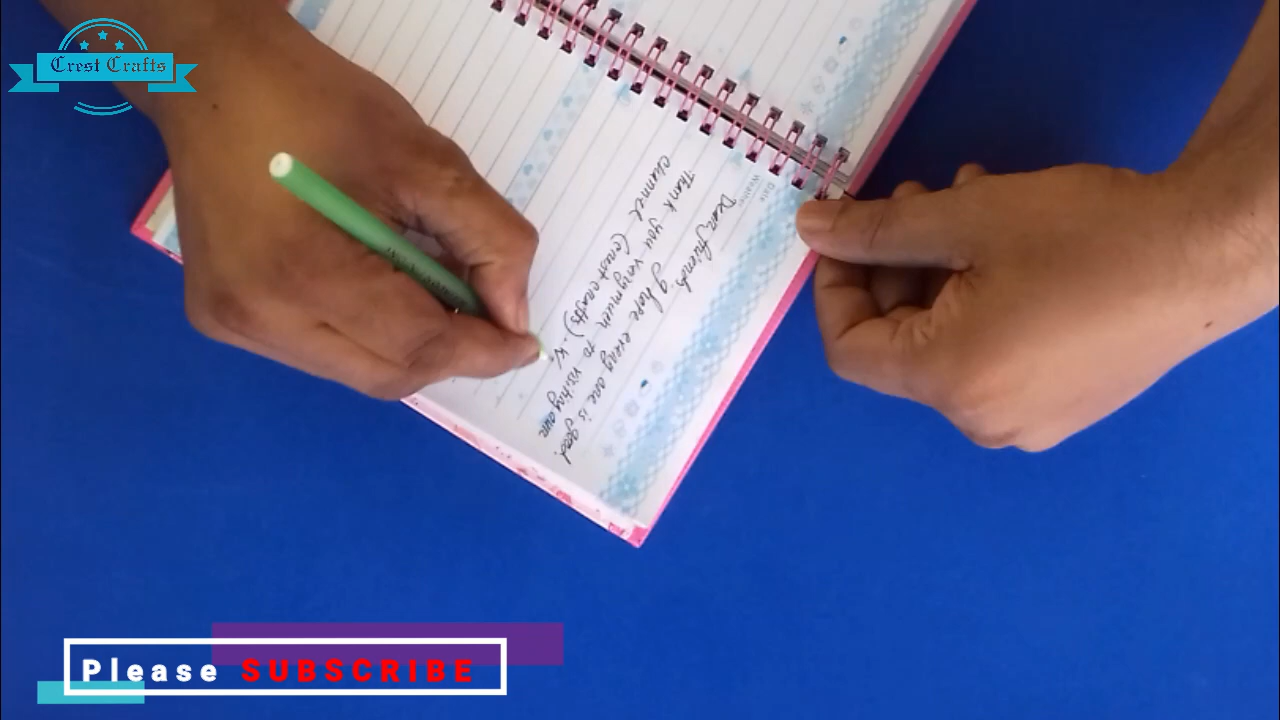 Crest Crafts
Date
Weather
Dear, friends,
I hope every one is good.
Thank you very much to visiting our
channel (crest crafts). - W
Please SUBSCRIBE